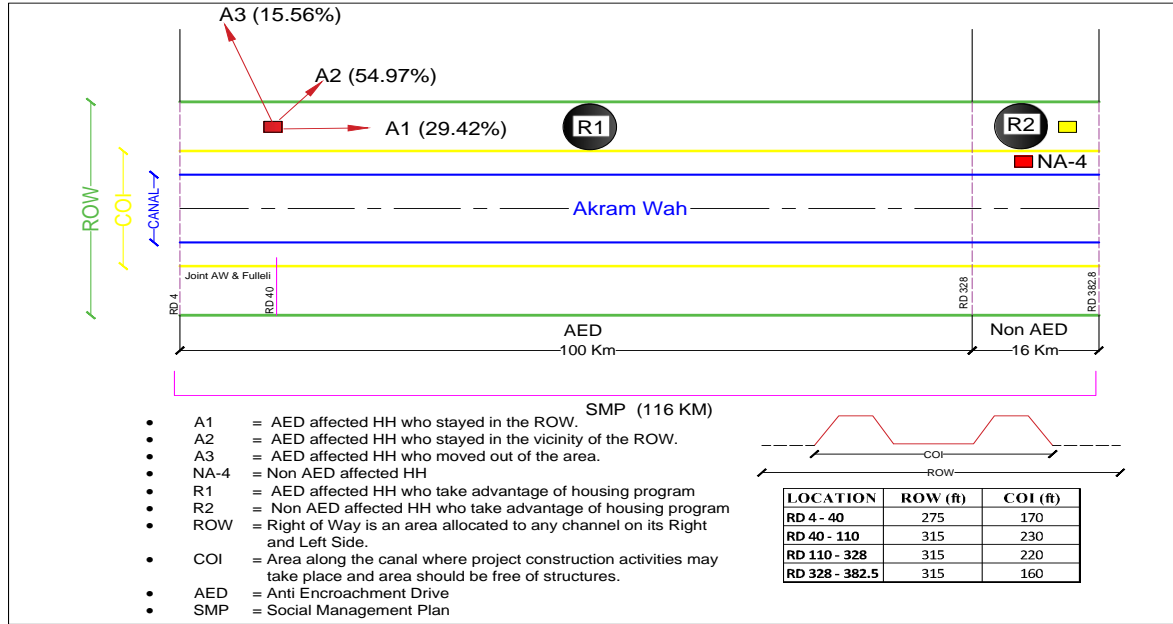 A3 (15.56%)
A2 (54.97%)
A1 (29.42%)
R1
R2
NA-4
ROW
COI
CANAL
Akram Wah
Joint AW & Fulleli
RD 4
RD 40
RD 328
RD 382.8
AED
Non AED
100 Km
16 Km
SMP (116 KM)
• A1 = AED affected HH who stayed in the ROW.
• A2 = AED affected HH who stayed in the vicinity of the ROW.
• A3 = AED affected HH who moved out of the area.
• NA-4 = Non AED affected HH
• R1 = AED affected HH who take advantage of housing program
• R2 = Non AED affected HH who take advantage of housing program
• ROW = Right of Way is an area allocated to any channel on its Right
and Left Side.
• COI = Area along the canal where project construction activities may
take place and area should be free of structures.
• AED = Anti Encroachment Drive
• SMP = Social Management Plan
COI
ROW
LOCATION ROW (ft) COI (ft)
RD 4 - 40 275 170
RD 40 - 110 315 230
RD 110 - 328 315 220
RD 328 - 382.5 315 160